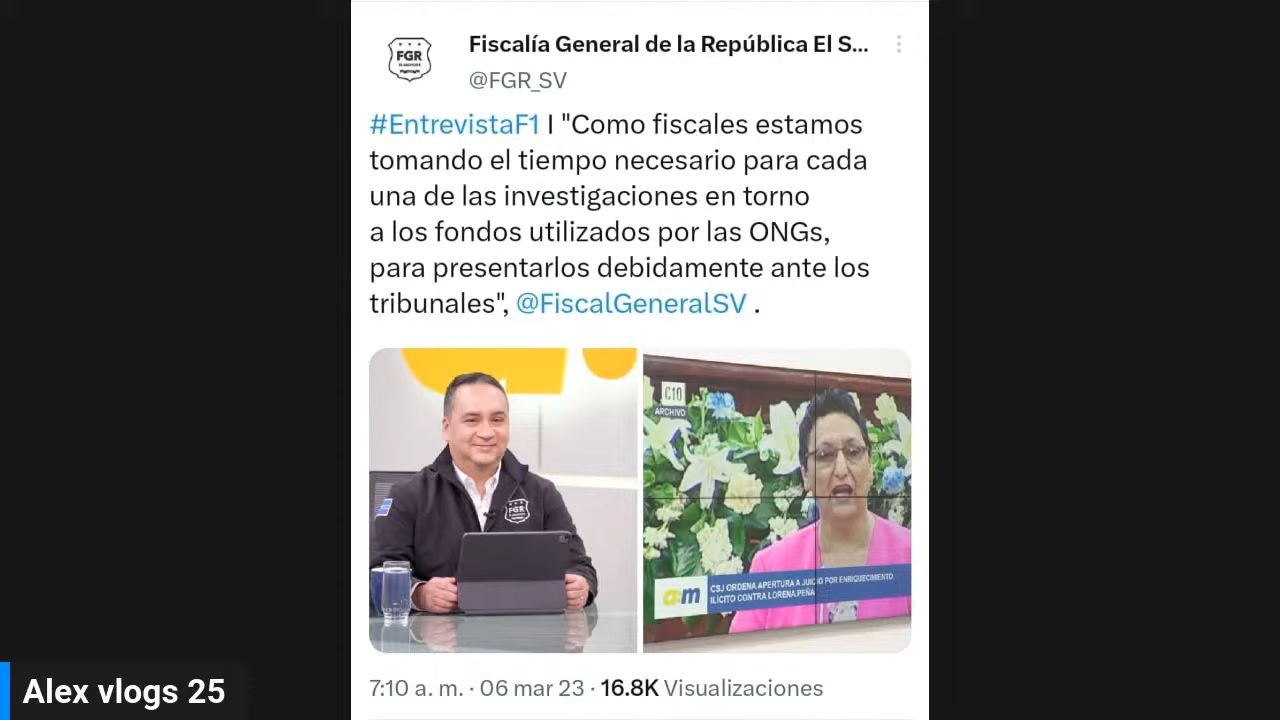 FGR
Fiscalía General de la República El S...
@FGR_SV
#EntrevistaF1 I "Como fiscales estamos
tomando el tiempo necesario para cada
una de las investigaciones en torno
a los fondos utilizados por las ONGs,
para presentarlos debidamente ante los
tribunales", @FiscalGeneralSV .
FGR
C10
ARCHIVO
a:m
CSJ ORDENA APERTURA A JUICIO POR ENRIQUECIMIENTO
ILÍCITO CONTRA LORENA PEÑA
7:10 a. m. · 06 mar 23 · 16.8K Visualizaciones
Alex vlogs 25